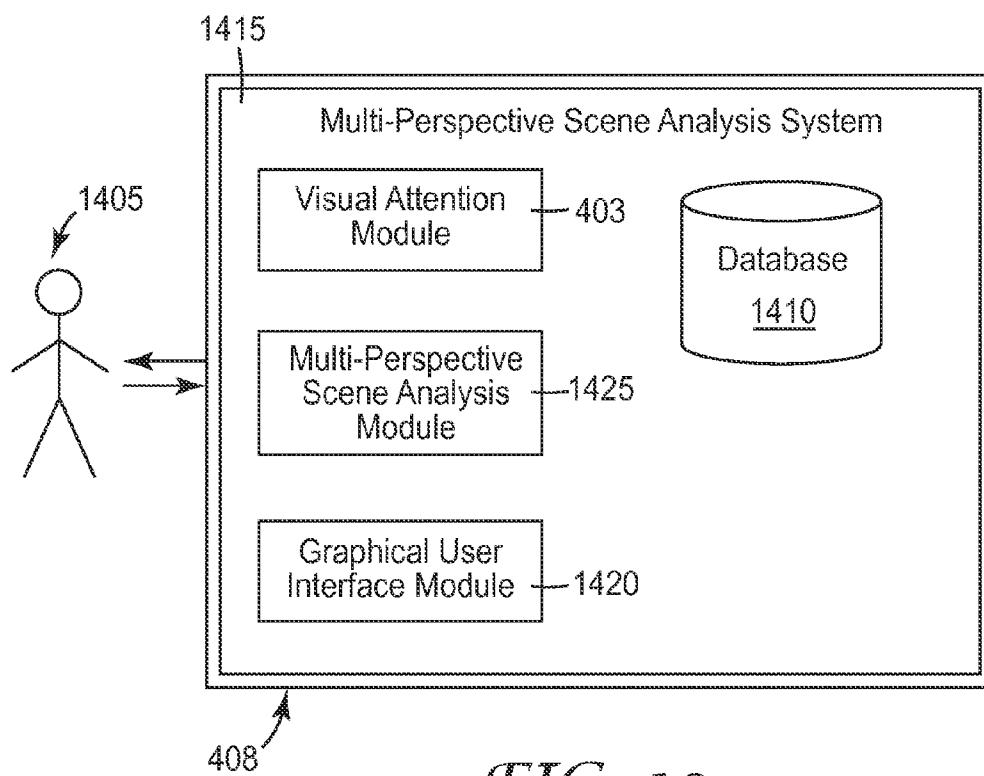 1415
Multi-Perspective Scene Analysis System
1405
Visual Attention
Module
403
Database
1410
Multi-Perspective
Scene Analysis
Module
1425
Graphical User
Interface Module
1420
408